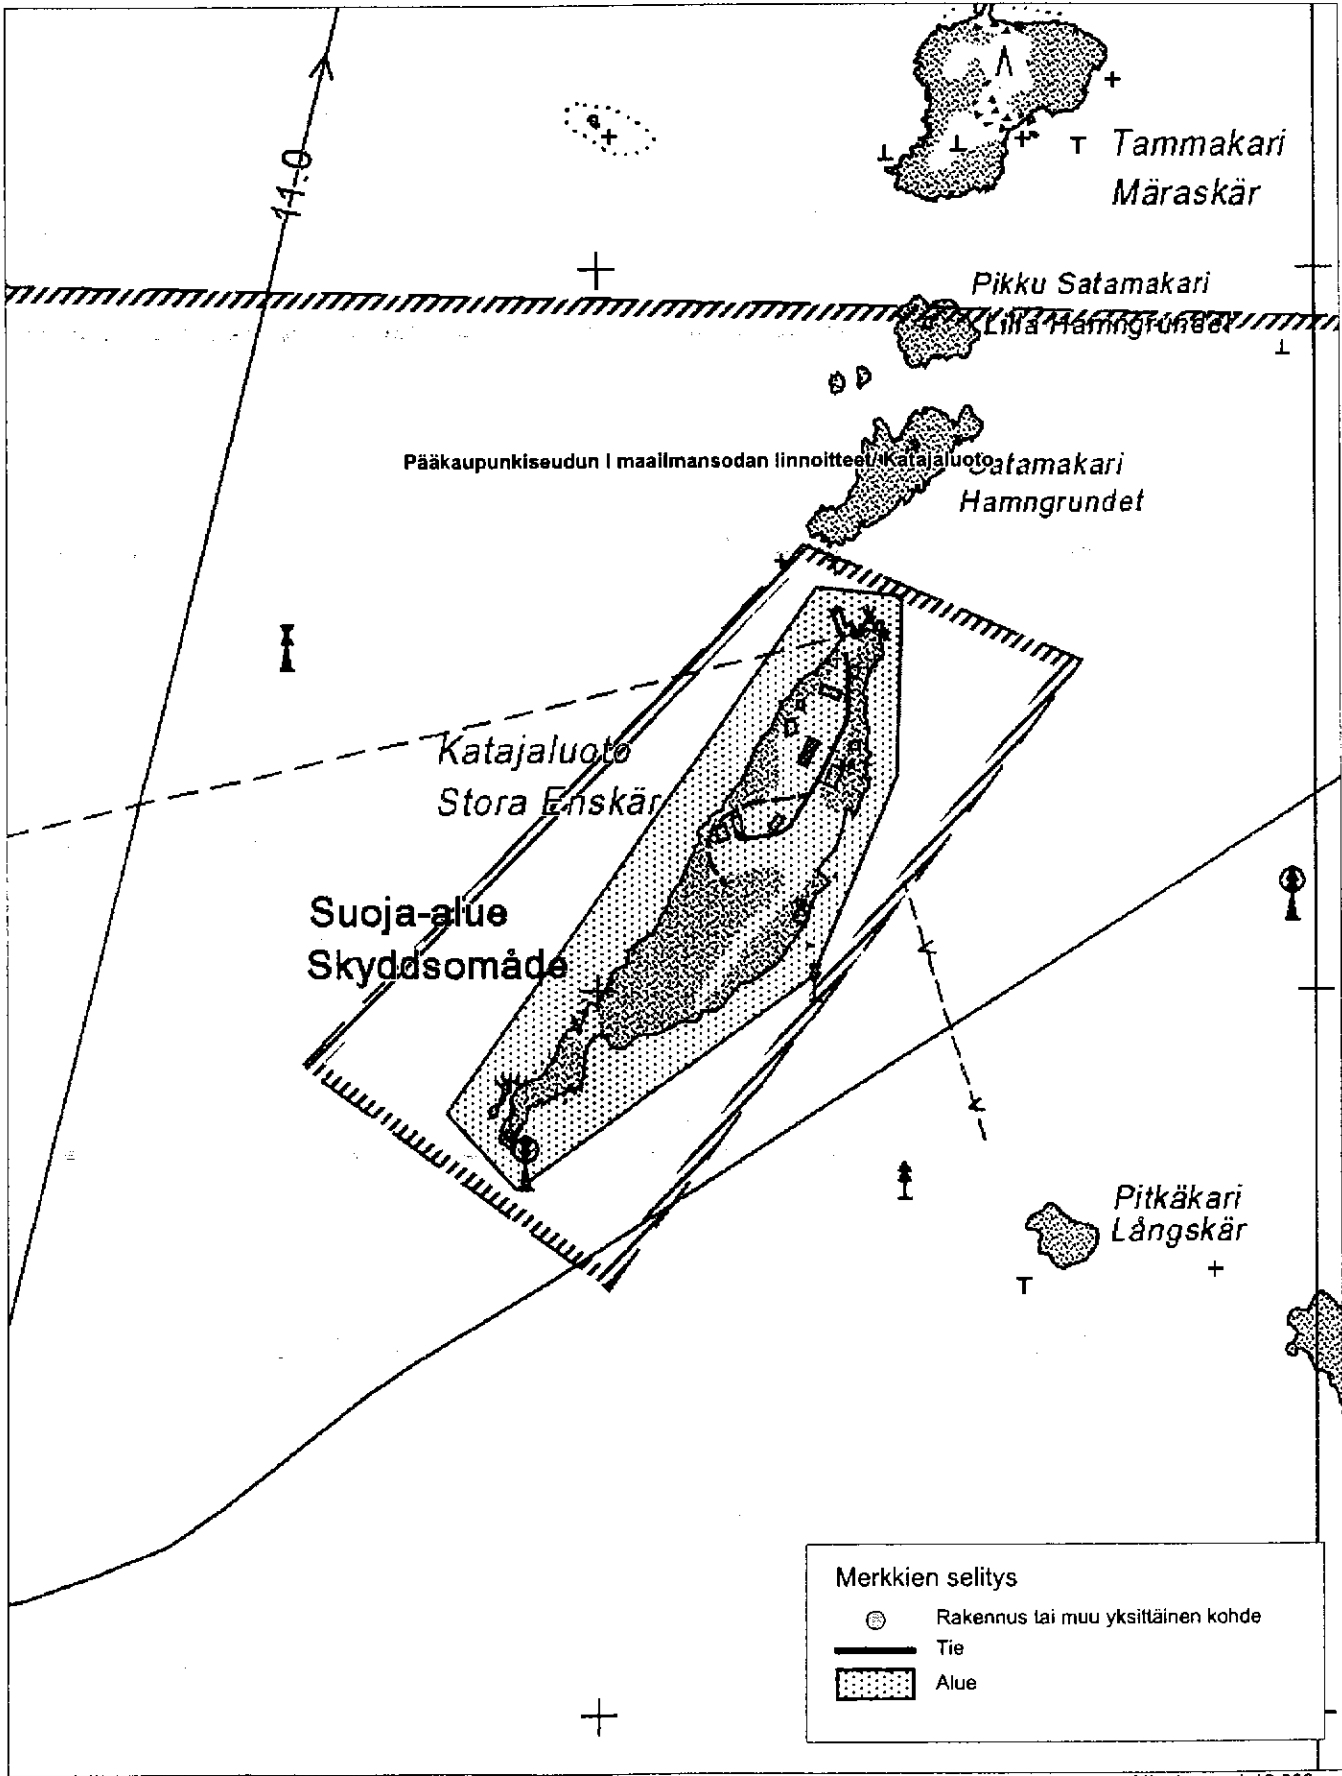 11.0
Tammakari
Märaskär
Pikku Satamakari
Lilla Hamngrundet
Pääkaupunkiseudun I maailmansodan linnoitteet/Katajaluoto
Satamakari
Hamngrundet
Katajaluoto
Stora Enskär
Suoja-alue
Skyddsområde
Pitkäkari
Långskär
Merkkien selitys
Rakennus tai muu yksittäinen kohde
Tie
Alue